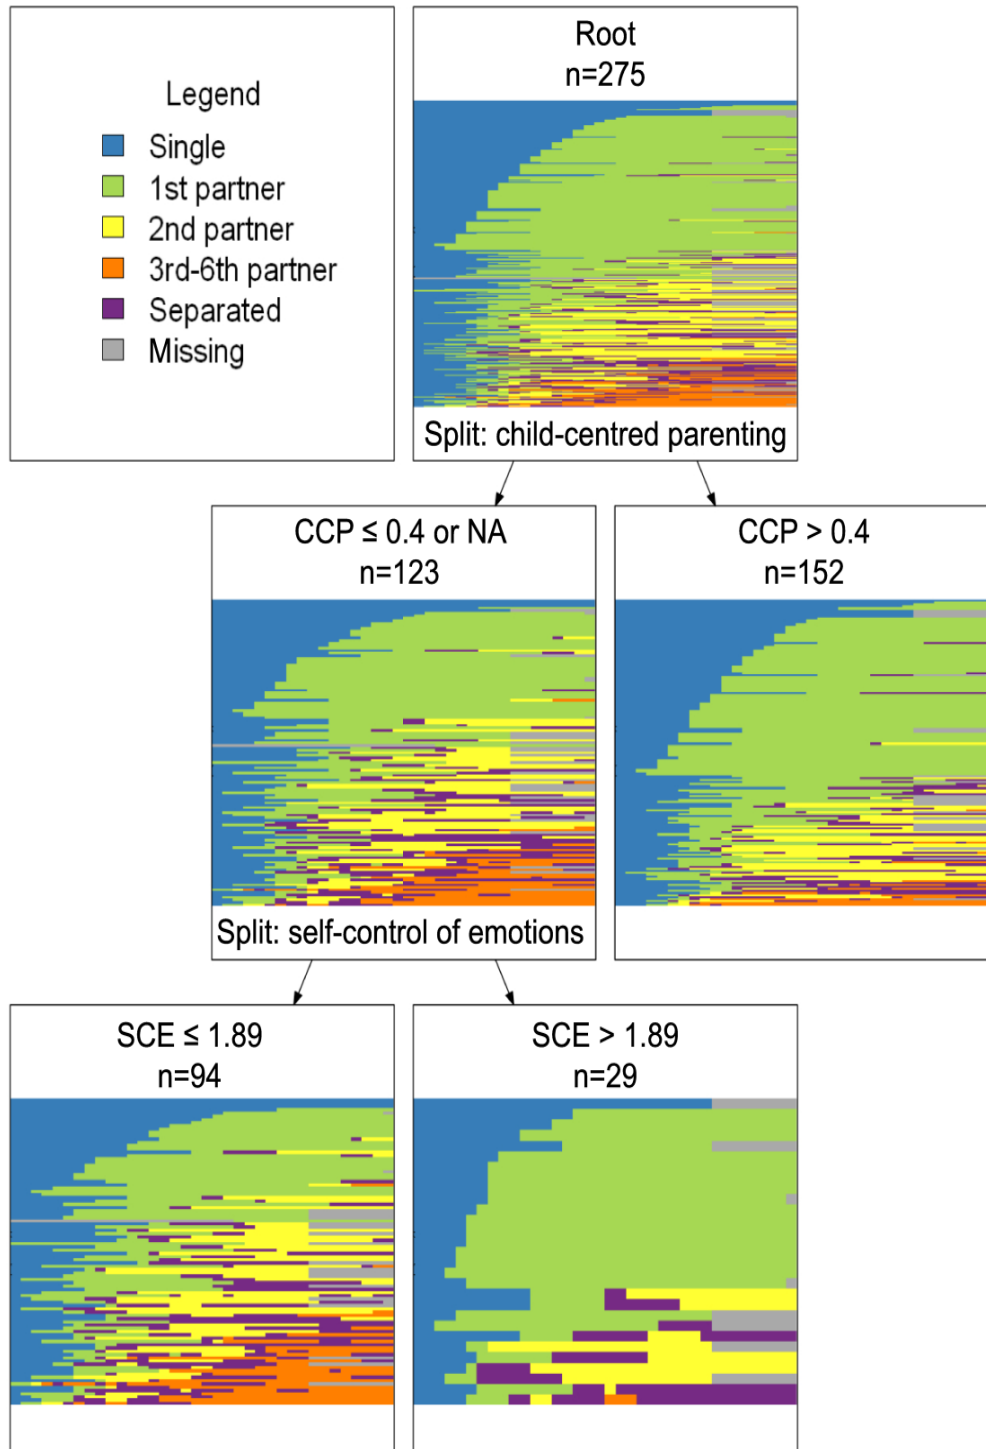 Legend
Single
1st partner
2nd partner
3rd-6th partner
Separated
Missing
Root
n=275
Split: child-centred parenting
CCP ≤ 0.4 or NA
n=123
Split: self-control of emotions
CCP > 0.4
n=152
SCE ≤ 1.89
n=94
SCE > 1.89
n=29